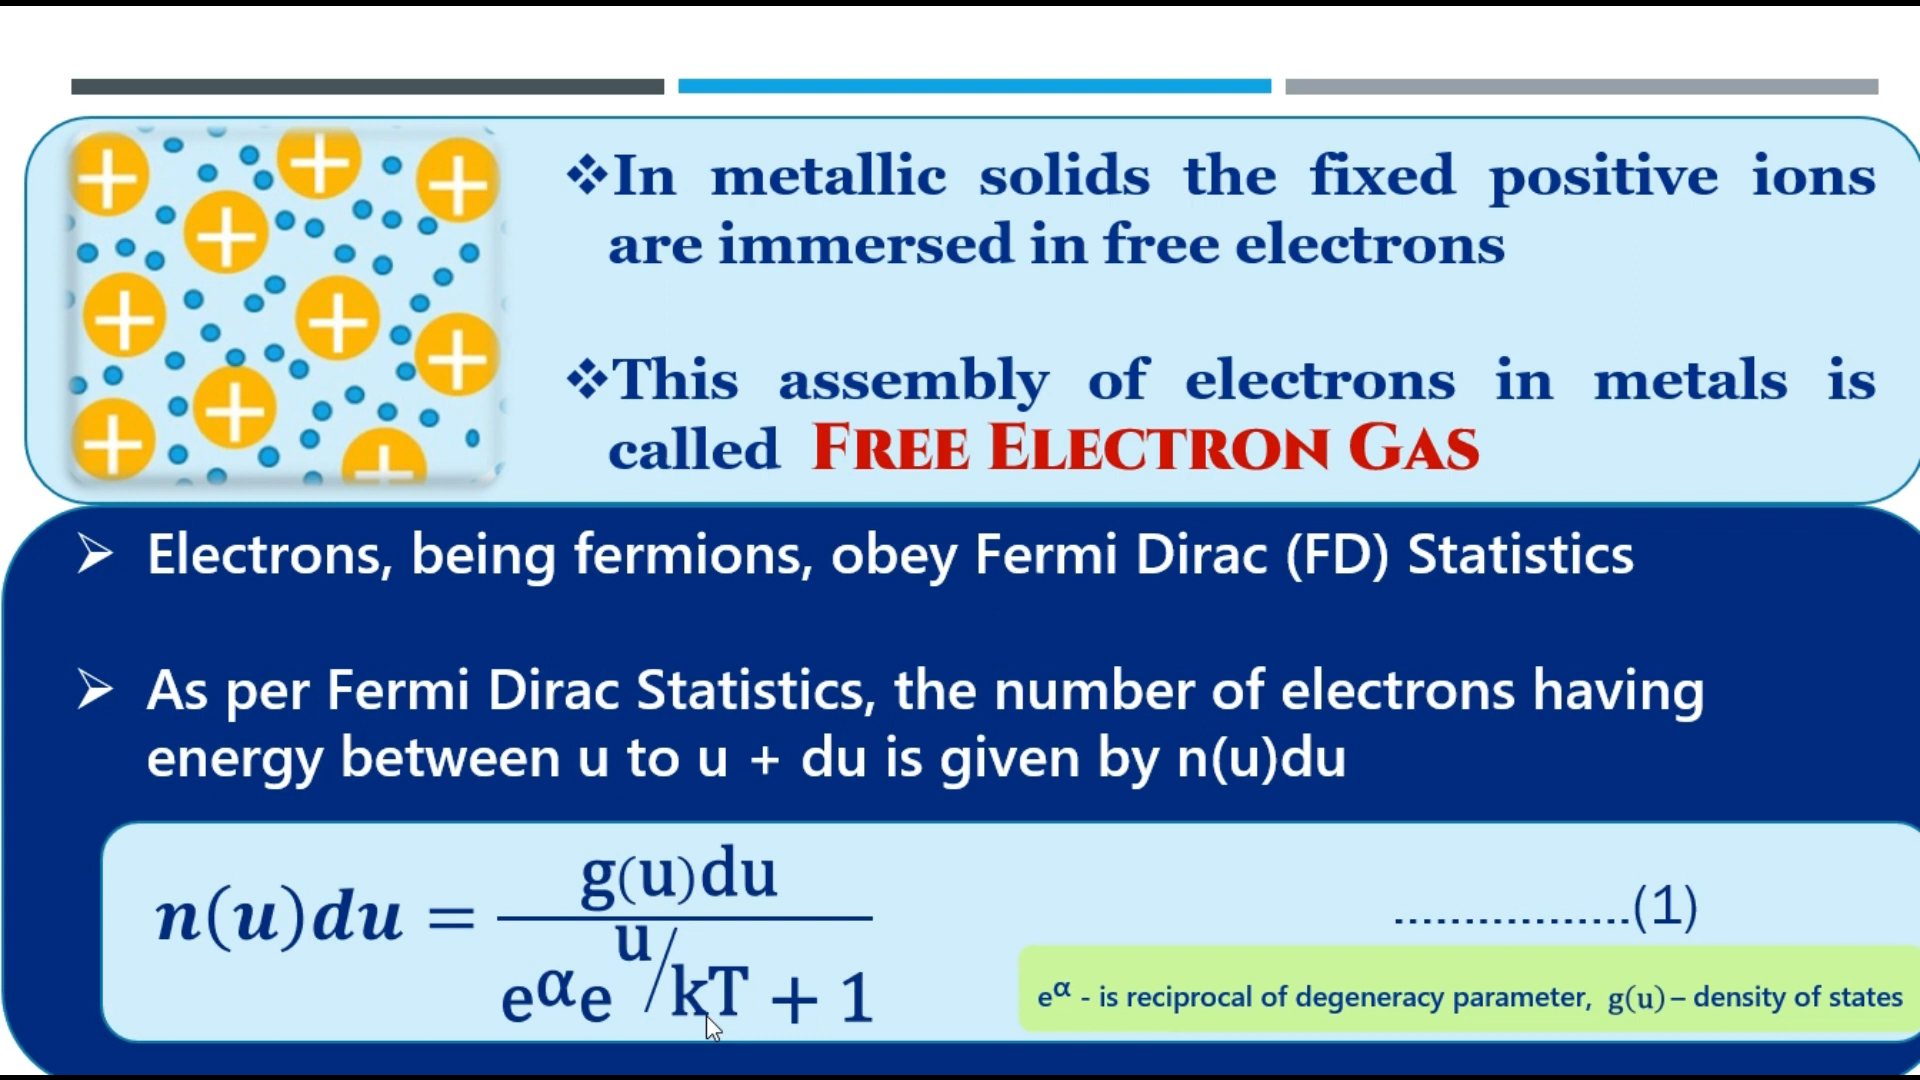 ❖In metallic solids the fixed positive ions
are immersed in free electrons
❖This assembly of electrons in metals is
called FREE ELECTRON GAS
➢ Electrons, being fermions, obey Fermi Dirac (FD) Statistics
➢ As per Fermi Dirac Statistics, the number of electrons having
energy between u to u + du is given by n(u)du
n(u)du = g(u)du / (e^α e^(u/kT) + 1) .................(1)
e^α - is reciprocal of degeneracy parameter, g(u) – density of states